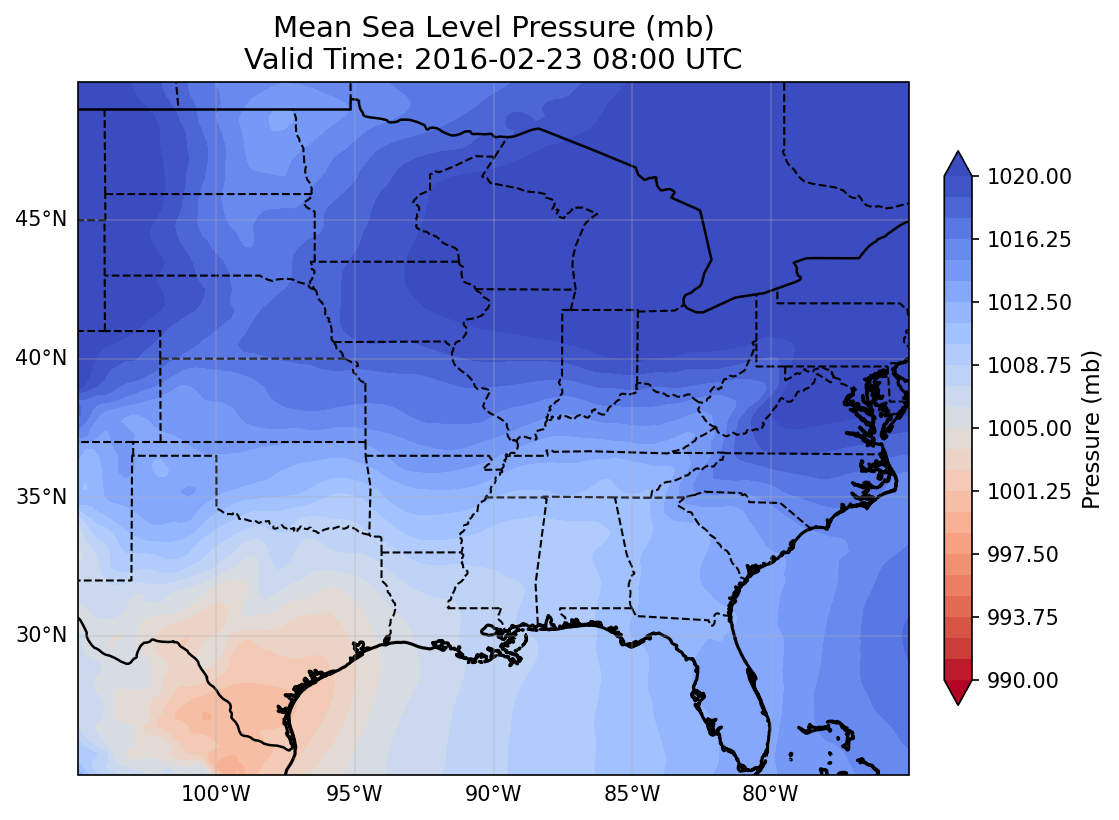 Mean Sea Level Pressure (mb)
Valid Time: 2016-02-23 08:00 UTC
45°N
40°N
35°N
30°N
100°W
95°W
90°W
85°W
80°W
1020.00
1016.25
1012.50
1008.75
1005.00
1001.25
997.50
993.75
990.00
Pressure (mb)